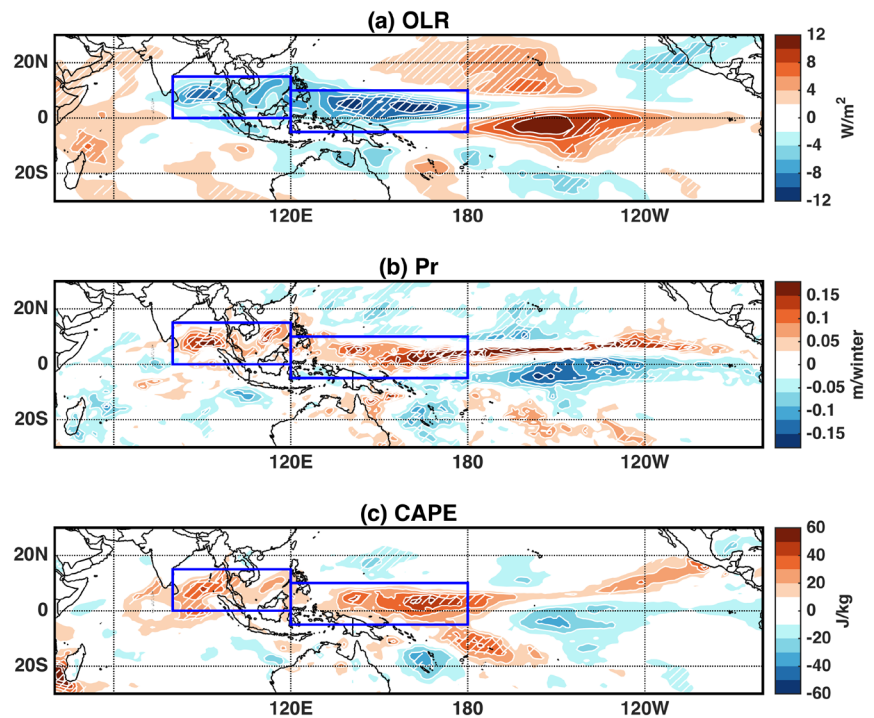 (a) OLR
20N
0
20S
120E
180
120W
12
8
4
0
-4
-8
-12
W/m²
(b) Pr
20N
0
20S
120E
180
120W
0.15
0.1
0.05
0
-0.05
-0.1
-0.15
m/winter
(c) CAPE
20N
0
20S
120E
180
120W
60
40
20
0
-20
-40
-60
J/kg